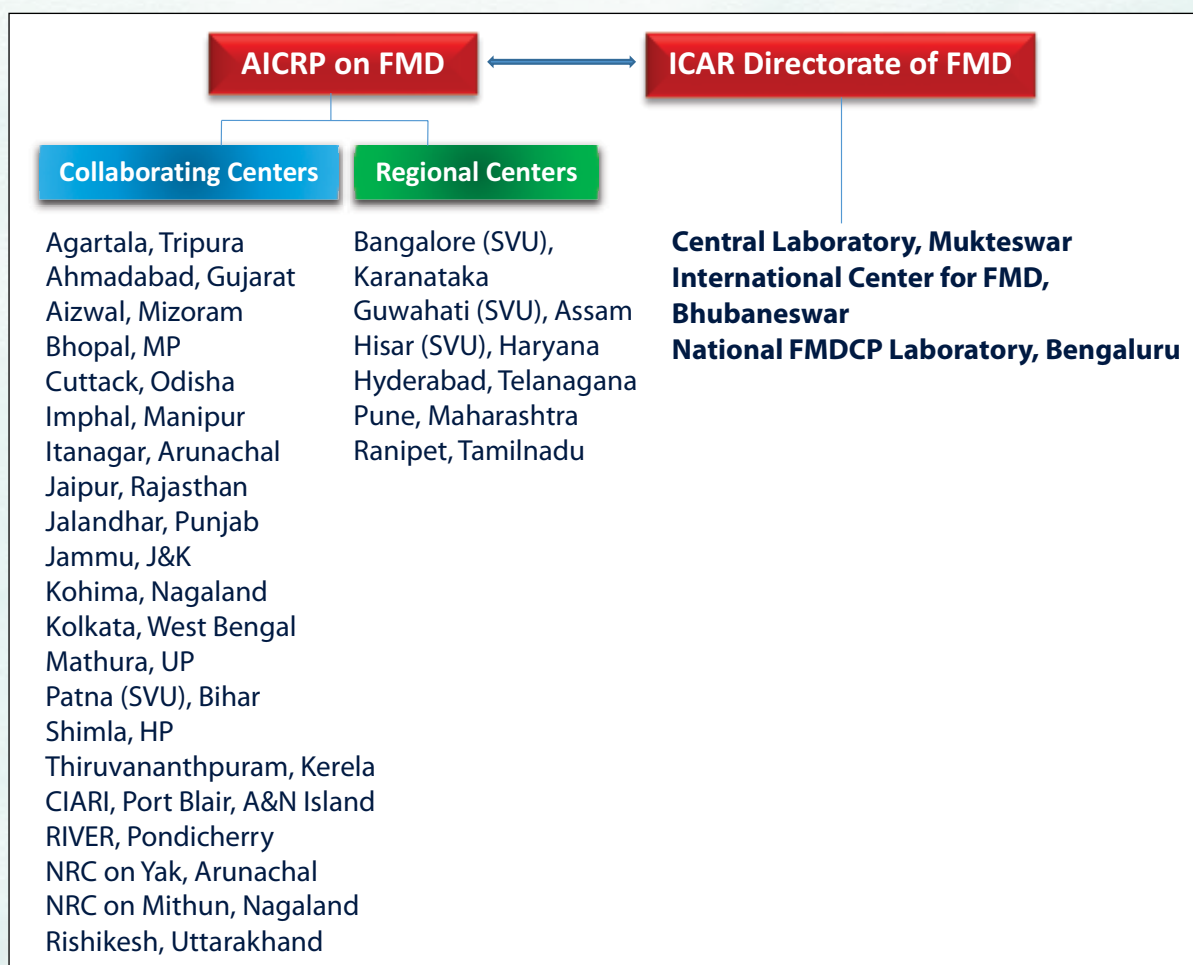 AICRP on FMD
ICAR Directorate of FMD
Collaborating Centers
Regional Centers
Agartala, Tripura
Ahmadabad, Gujarat
Aizwal, Mizoram
Bhopal, MP
Cuttack, Odisha
Imphal, Manipur
Itanagar, Arunachal
Jaipur, Rajasthan
Jalandhar, Punjab
Jammu, J&K
Kohima, Nagaland
Kolkata, West Bengal
Mathura, UP
Patna (SVU), Bihar
Shimla, HP
Thiruvananthpuram, Kerela
CIARI, Port Blair, A&N Island
RIVER, Pondicherry
NRC on Yak, Arunachal
NRC on Mithun, Nagaland
Rishikesh, Uttarakhand
Bangalore (SVU),
Karanataka
Guwahati (SVU), Assam
Hisar (SVU), Haryana
Hyderabad, Telanagana
Pune, Maharashtra
Ranipet, Tamilnadu
Central Laboratory, Mukteswar
International Center for FMD,
Bhubaneswar
National FMDCP Laboratory, Bengaluru